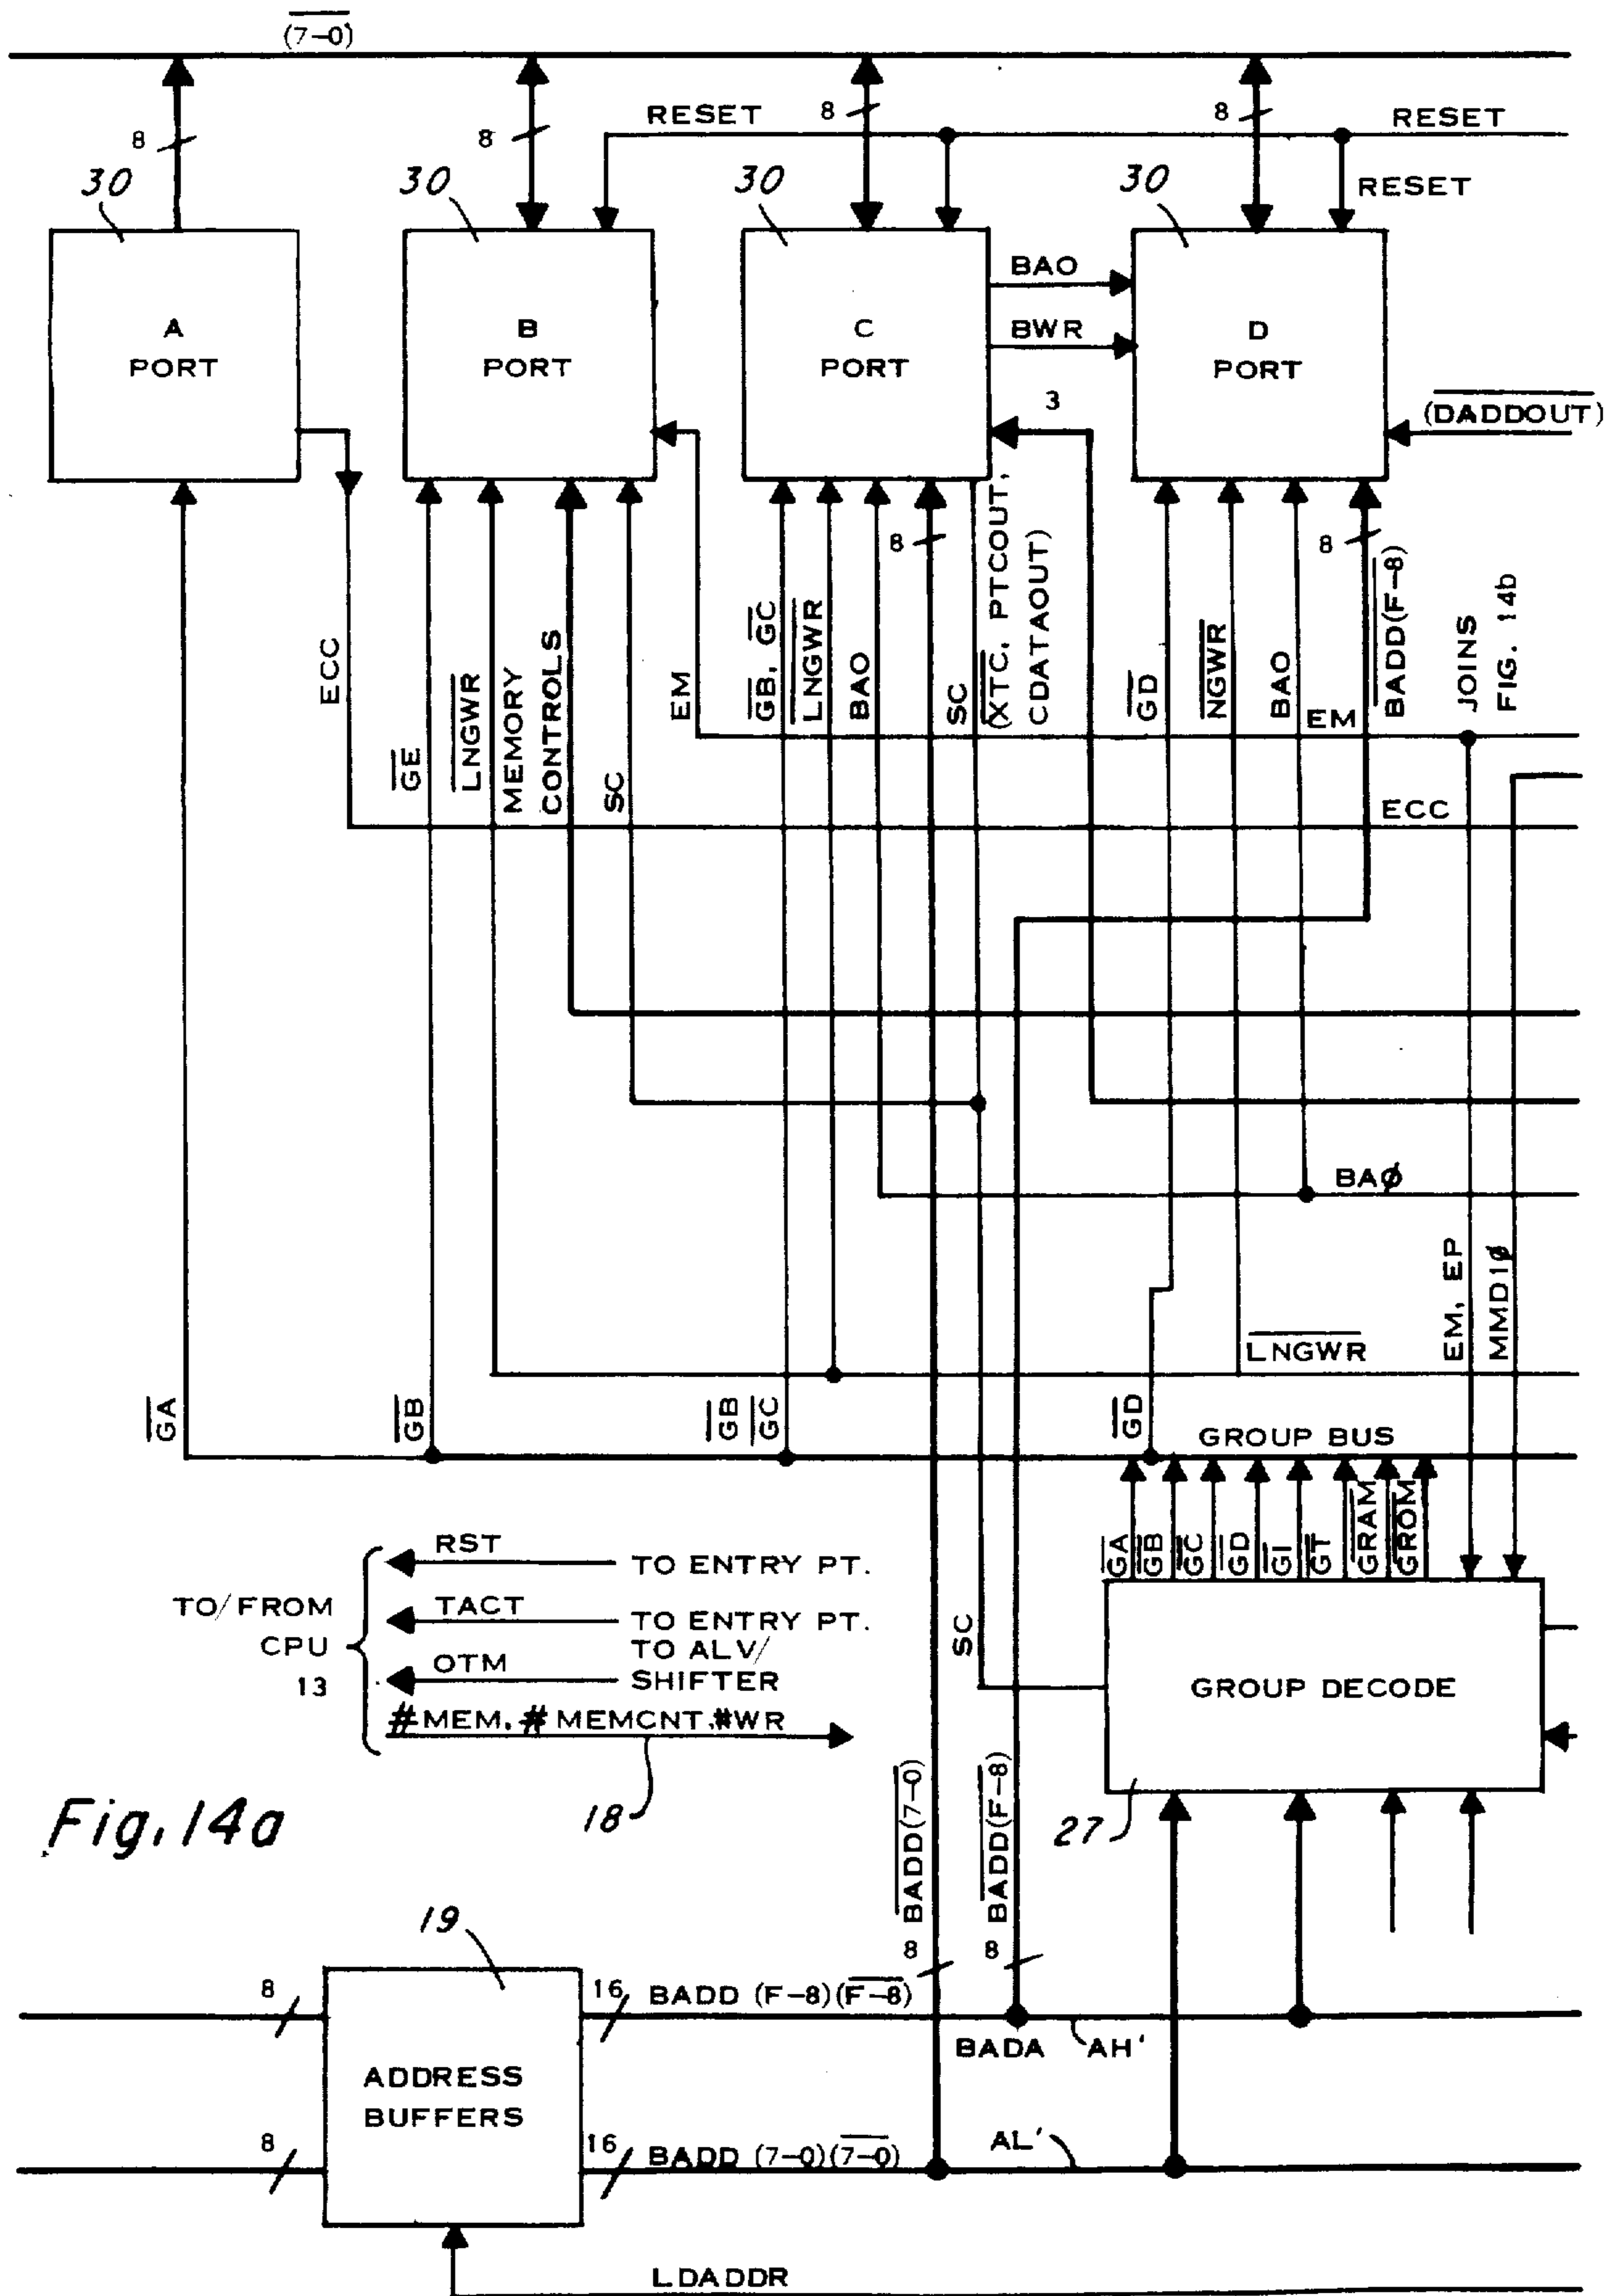 (7-0)
8
8
RESET
8
8
RESET
30
30
30
30
RESET
A
PORT
B
PORT
C
PORT
BAO
BWR
3
D
PORT
(DADDOUT)
ECC
GE
LNGWR
MEMORY
CONTROLS
SC
EM
GB, GC
LNGWR
BAO
8
SC
(XTC, PTCOUT,
CDATAOUT)
GD
NGWR
BAO
8
BADD(F-8)
EM
JOINS
FIG. 14b
ECC
BAØ
EM, EP
MMD1Ø
LNGWR
GA
GB
GB
GC
GD
GROUP BUS
GA
GB
GC
GD
GI
GT
GRAM
GROM
TO/FROM
CPU
13
RST
TO ENTRY PT.
TACT
TO ENTRY PT.
OTM
TO ALV/
SHIFTER
#MEM, #MEMCNT, #WR
18
SC
GROUP DECODE
27
Fig. 14a
BADD(7-0)
8
BADD(F-8)
8
19
8
16
BADD (F-8)(F-8)
BADA
AH'
ADDRESS
BUFFERS
8
16
BADD (7-0)(7-0)
AL'
LDADDR